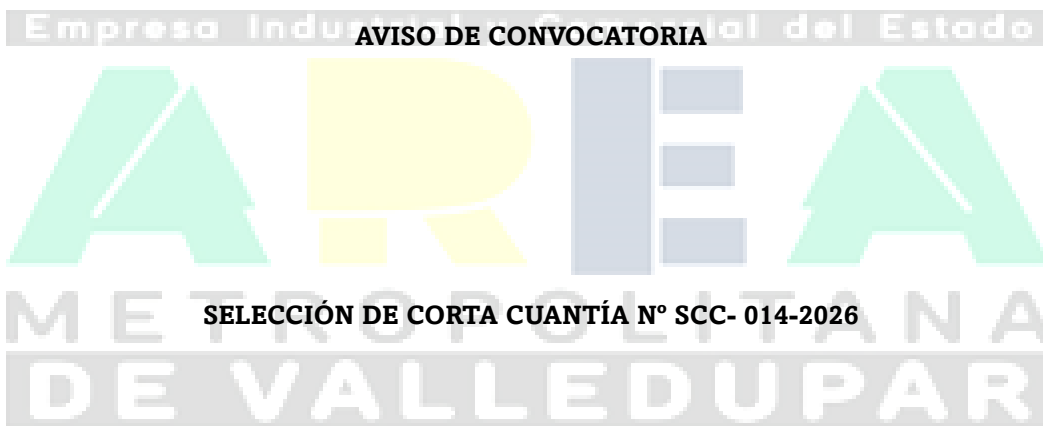 Empresa Industrial y Comercial del Estado
AVISO DE CONVOCATORIA
AREA
SELECCIÓN DE CORTA CUANTÍA Nº SCC- 014-2026
METROPOLITANA
DE VALLEDUPAR